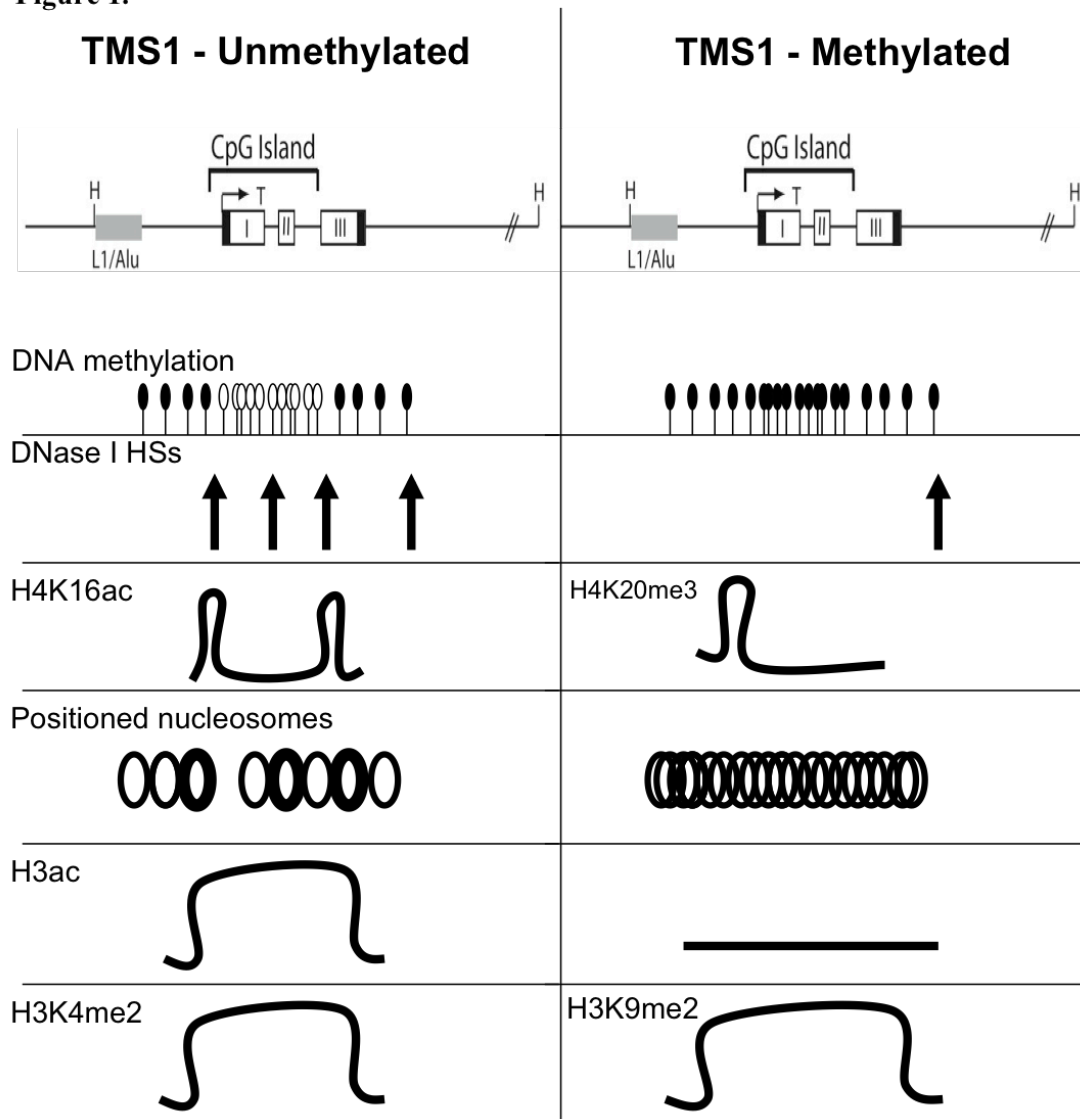 Figure 1.
TMS1 - Unmethylated
TMS1 - Methylated
CpG Island
H
T
H
I
II
III
L1/Alu
CpG Island
H
T
H
I
II
III
L1/Alu
DNA methylation
DNase I HSs
H4K16ac
H4K20me3
Positioned nucleosomes
H3ac
H3K4me2
H3K9me2